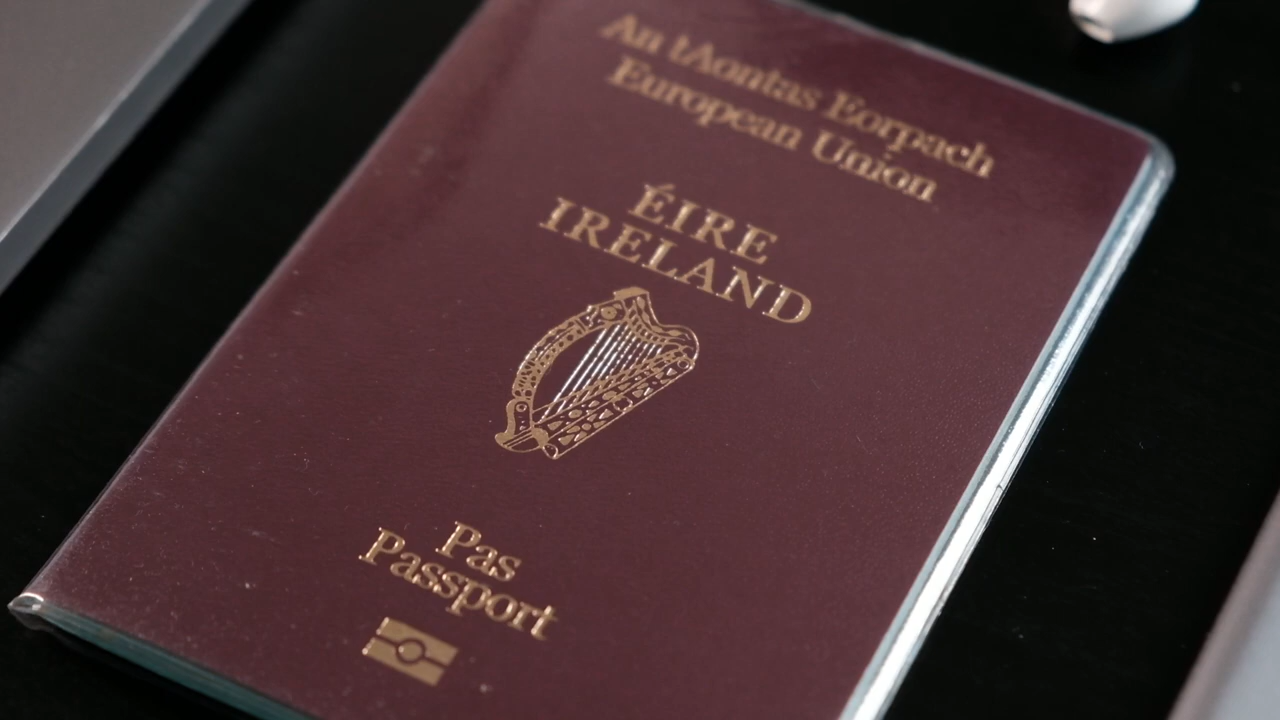 An tAontas Eorpach
European Union
ÉIRE
IRELAND
Pas
Passport